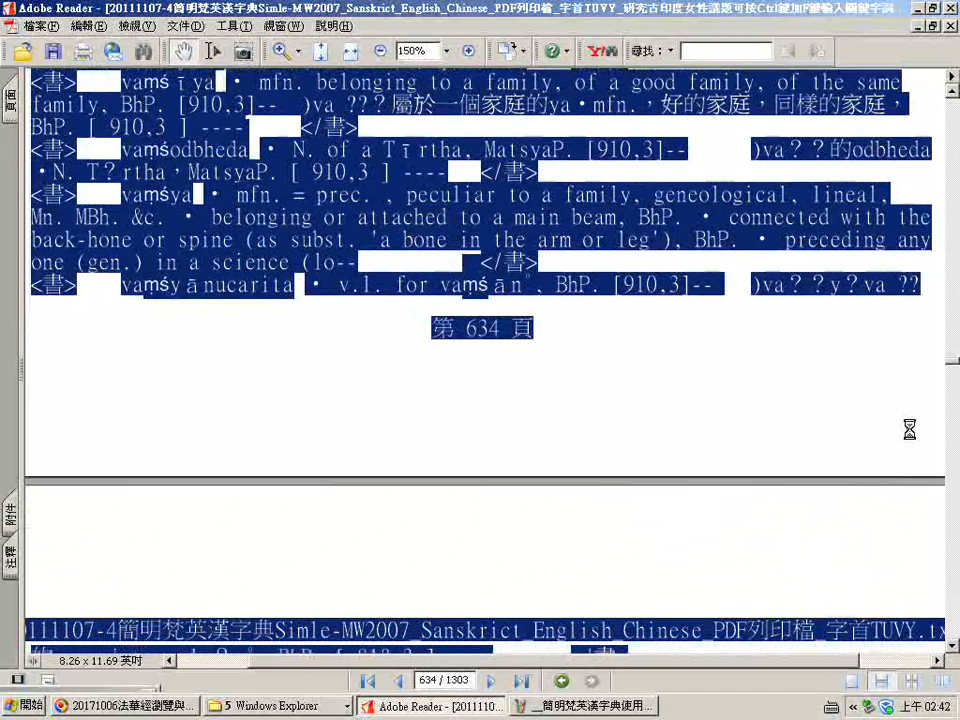 Adobe Reader - [20111107-4簡明梵英漢字典Simle-MW2007_Sanskrict_English_Chinese_PDF列印檔_字首TUVY_研究古印度女性議題可按Ctrl鍵加F鍵輸入關鍵字詞...
檔案(F) 編輯(E) 檢視(V) 文件(D) 工具(T) 視窗(W) 說明(H)
150% 尋找:
頁面
<書> vaṃśīya • mfn. belonging to a family, of a good family, of the same
family, BhP. [910,3]-- )va ???屬於一個家庭的ya•mfn.,好的家庭,同樣的家庭,
BhP. [ 910,3 ] ---- </書>
<書> vaṃśodbheda • N. of a Tīrtha, MatsyaP. [910,3]-- )va??的odbheda
•N. T?rtha,MatsyaP. [ 910,3 ] ---- </書>
<書> vaṃśya • mfn. = prec. , peculiar to a family, geneological, lineal,
Mn. MBh. &c. • belonging or attached to a main beam, BhP. • connected with the
back-hone or spine (as subst. 'a bone in the arm or leg'), BhP. • preceding any
one (gen.) in a science (lo-- </書>
<書> vaṃśyānucarita • v.l. for vaṃśān°, BhP. [910,3]-- )va??y?va ??
第 634 頁
附件
註釋
111107-4簡明梵英漢字典Simle-MW2007_Sanskrict_English_Chinese_PDF列印檔_字首TUVY.tx
8.26 x 11.69 英吋
634 / 1303
開始 20171006法華經瀏覽與... 5 Windows Explorer Adobe Reader - [2011110... __簡明梵英漢字典使用... 上午 02:42